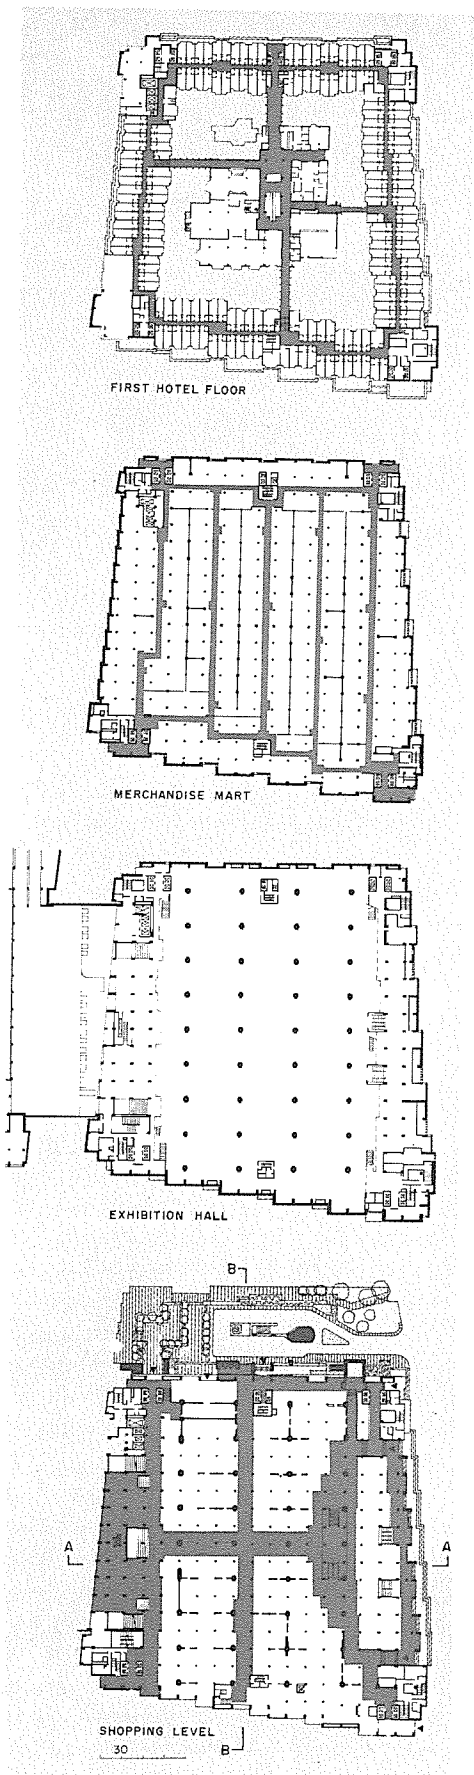 FIRST HOTEL FLOOR
MERCHANDISE MART
EXHIBITION HALL
B
A
A
SHOPPING LEVEL
30
B